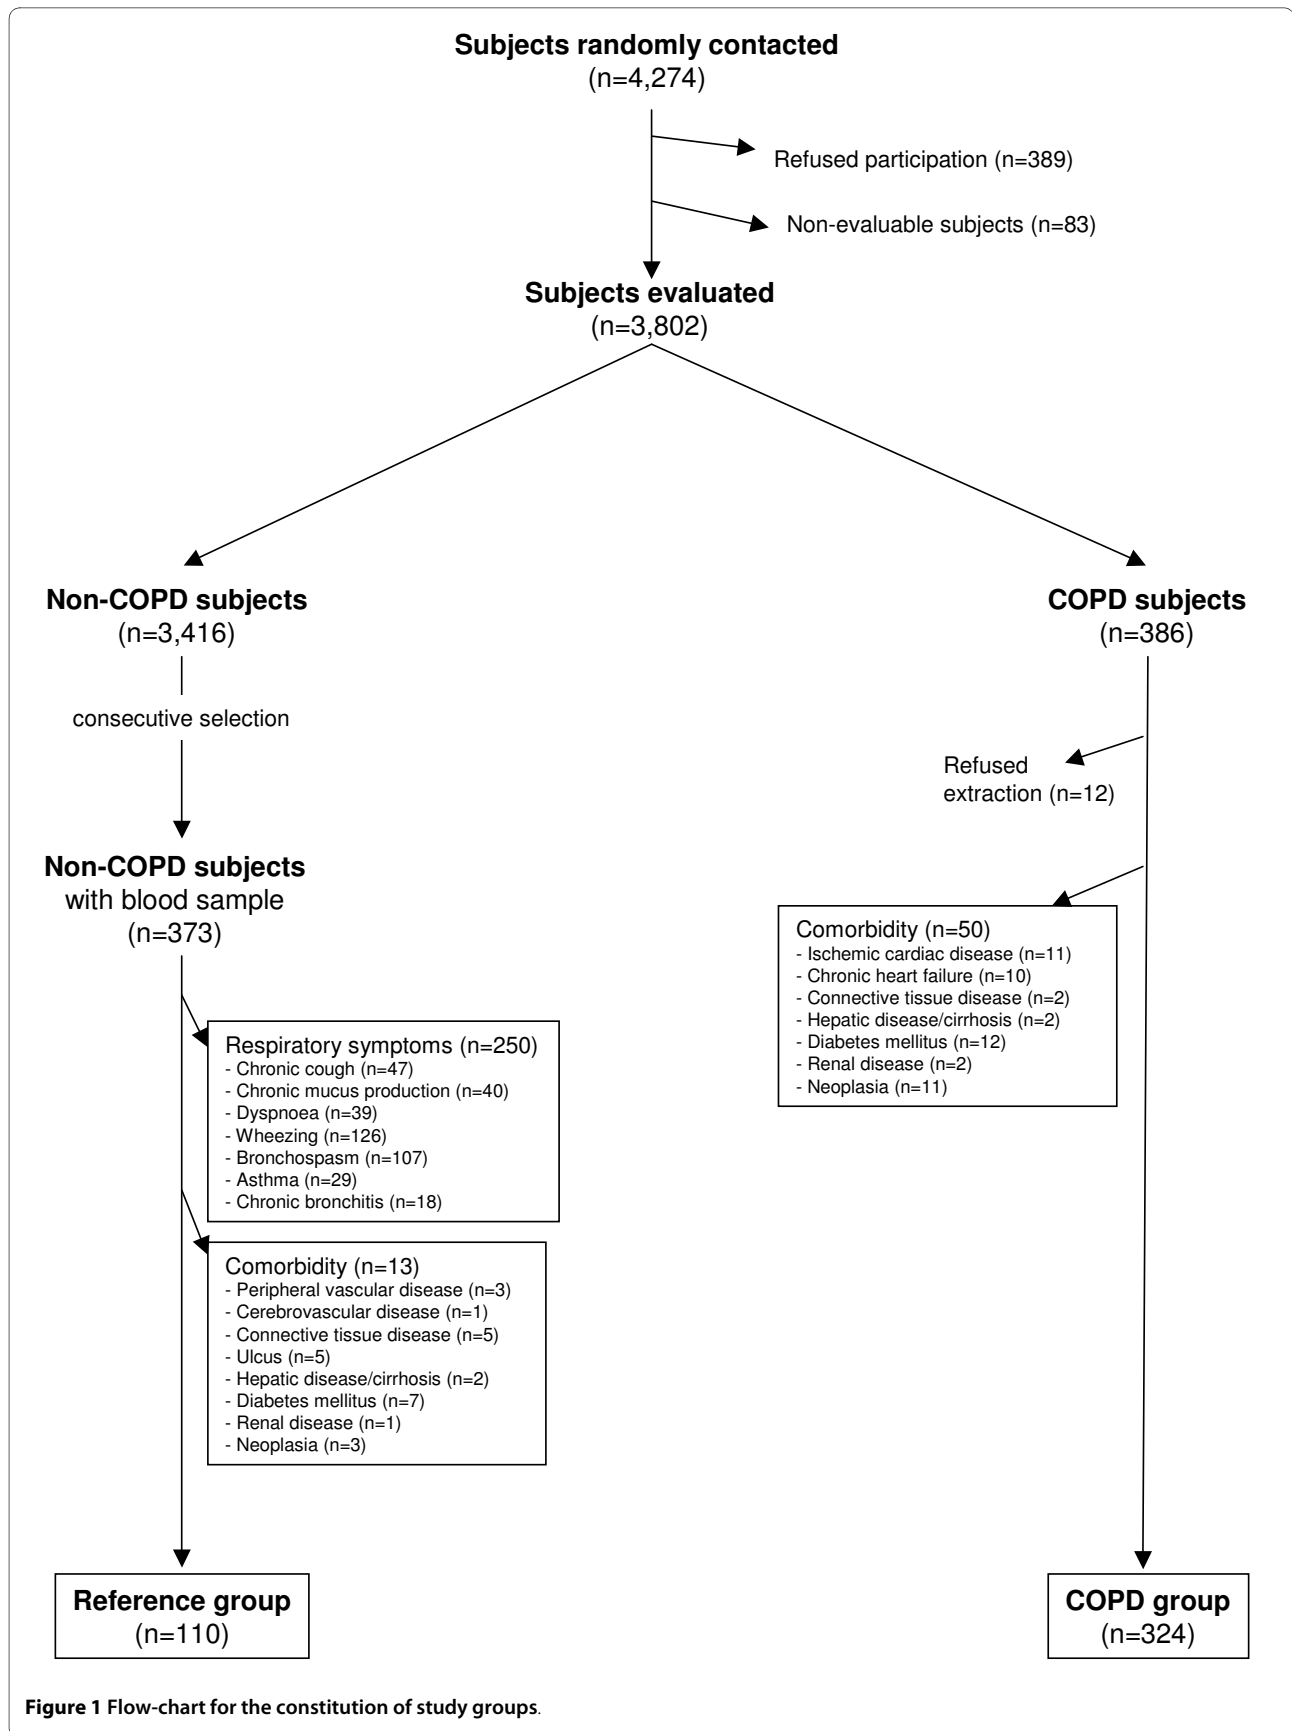 Subjects randomly contacted
(n=4,274)
Refused participation (n=389)
Non-evaluable subjects (n=83)
Subjects evaluated
(n=3,802)
Non-COPD subjects
(n=3,416)
consecutive selection
Non-COPD subjects
with blood sample
(n=373)
Respiratory symptoms (n=250)
- Chronic cough (n=47)
- Chronic mucus production (n=40)
- Dyspnoea (n=39)
- Wheezing (n=126)
- Bronchospasm (n=107)
- Asthma (n=29)
- Chronic bronchitis (n=18)
Comorbidity (n=13)
- Peripheral vascular disease (n=3)
- Cerebrovascular disease (n=1)
- Connective tissue disease (n=5)
- Ulcus (n=5)
- Hepatic disease/cirrhosis (n=2)
- Diabetes mellitus (n=7)
- Renal disease (n=1)
- Neoplasia (n=3)
Reference group
(n=110)
COPD subjects
(n=386)
Refused
extraction (n=12)
Comorbidity (n=50)
- Ischemic cardiac disease (n=11)
- Chronic heart failure (n=10)
- Connective tissue disease (n=2)
- Hepatic disease/cirrhosis (n=2)
- Diabetes mellitus (n=12)
- Renal disease (n=2)
- Neoplasia (n=11)
COPD group
(n=324)
Figure 1 Flow-chart for the constitution of study groups.